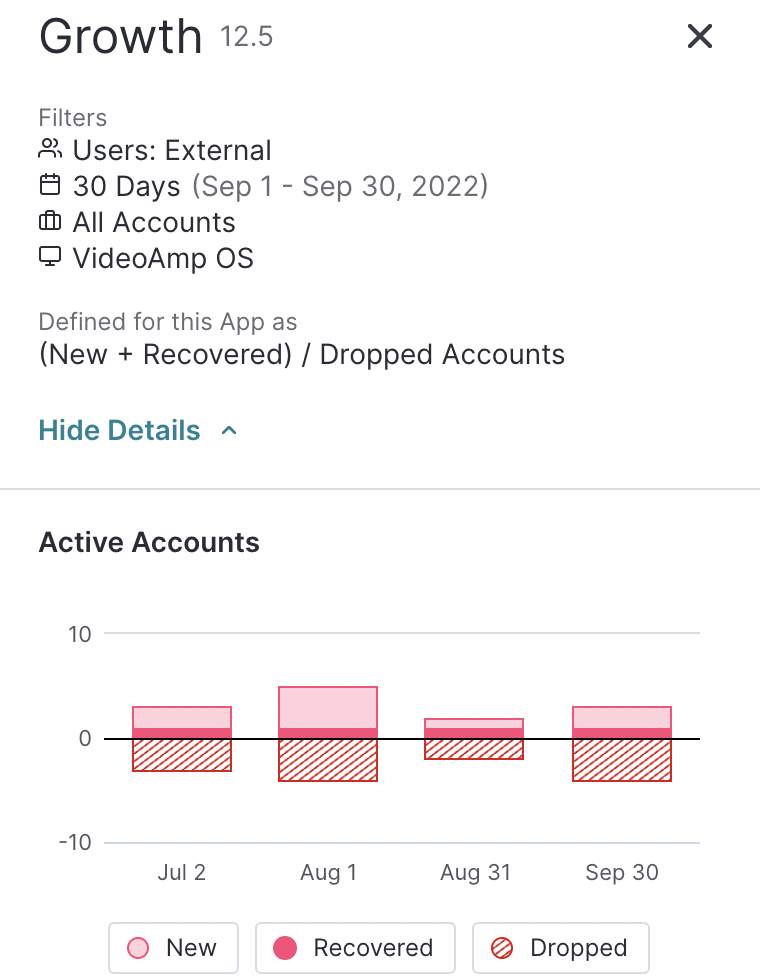 Growth 12.5
Filters
Users: External
30 Days (Sep 1 - Sep 30, 2022)
All Accounts
VideoAmp OS
Defined for this App as
(New + Recovered) / Dropped Accounts
Hide Details
Active Accounts
10
0
-10
Jul 2 Aug 1 Aug 31 Sep 30
New Recovered Dropped